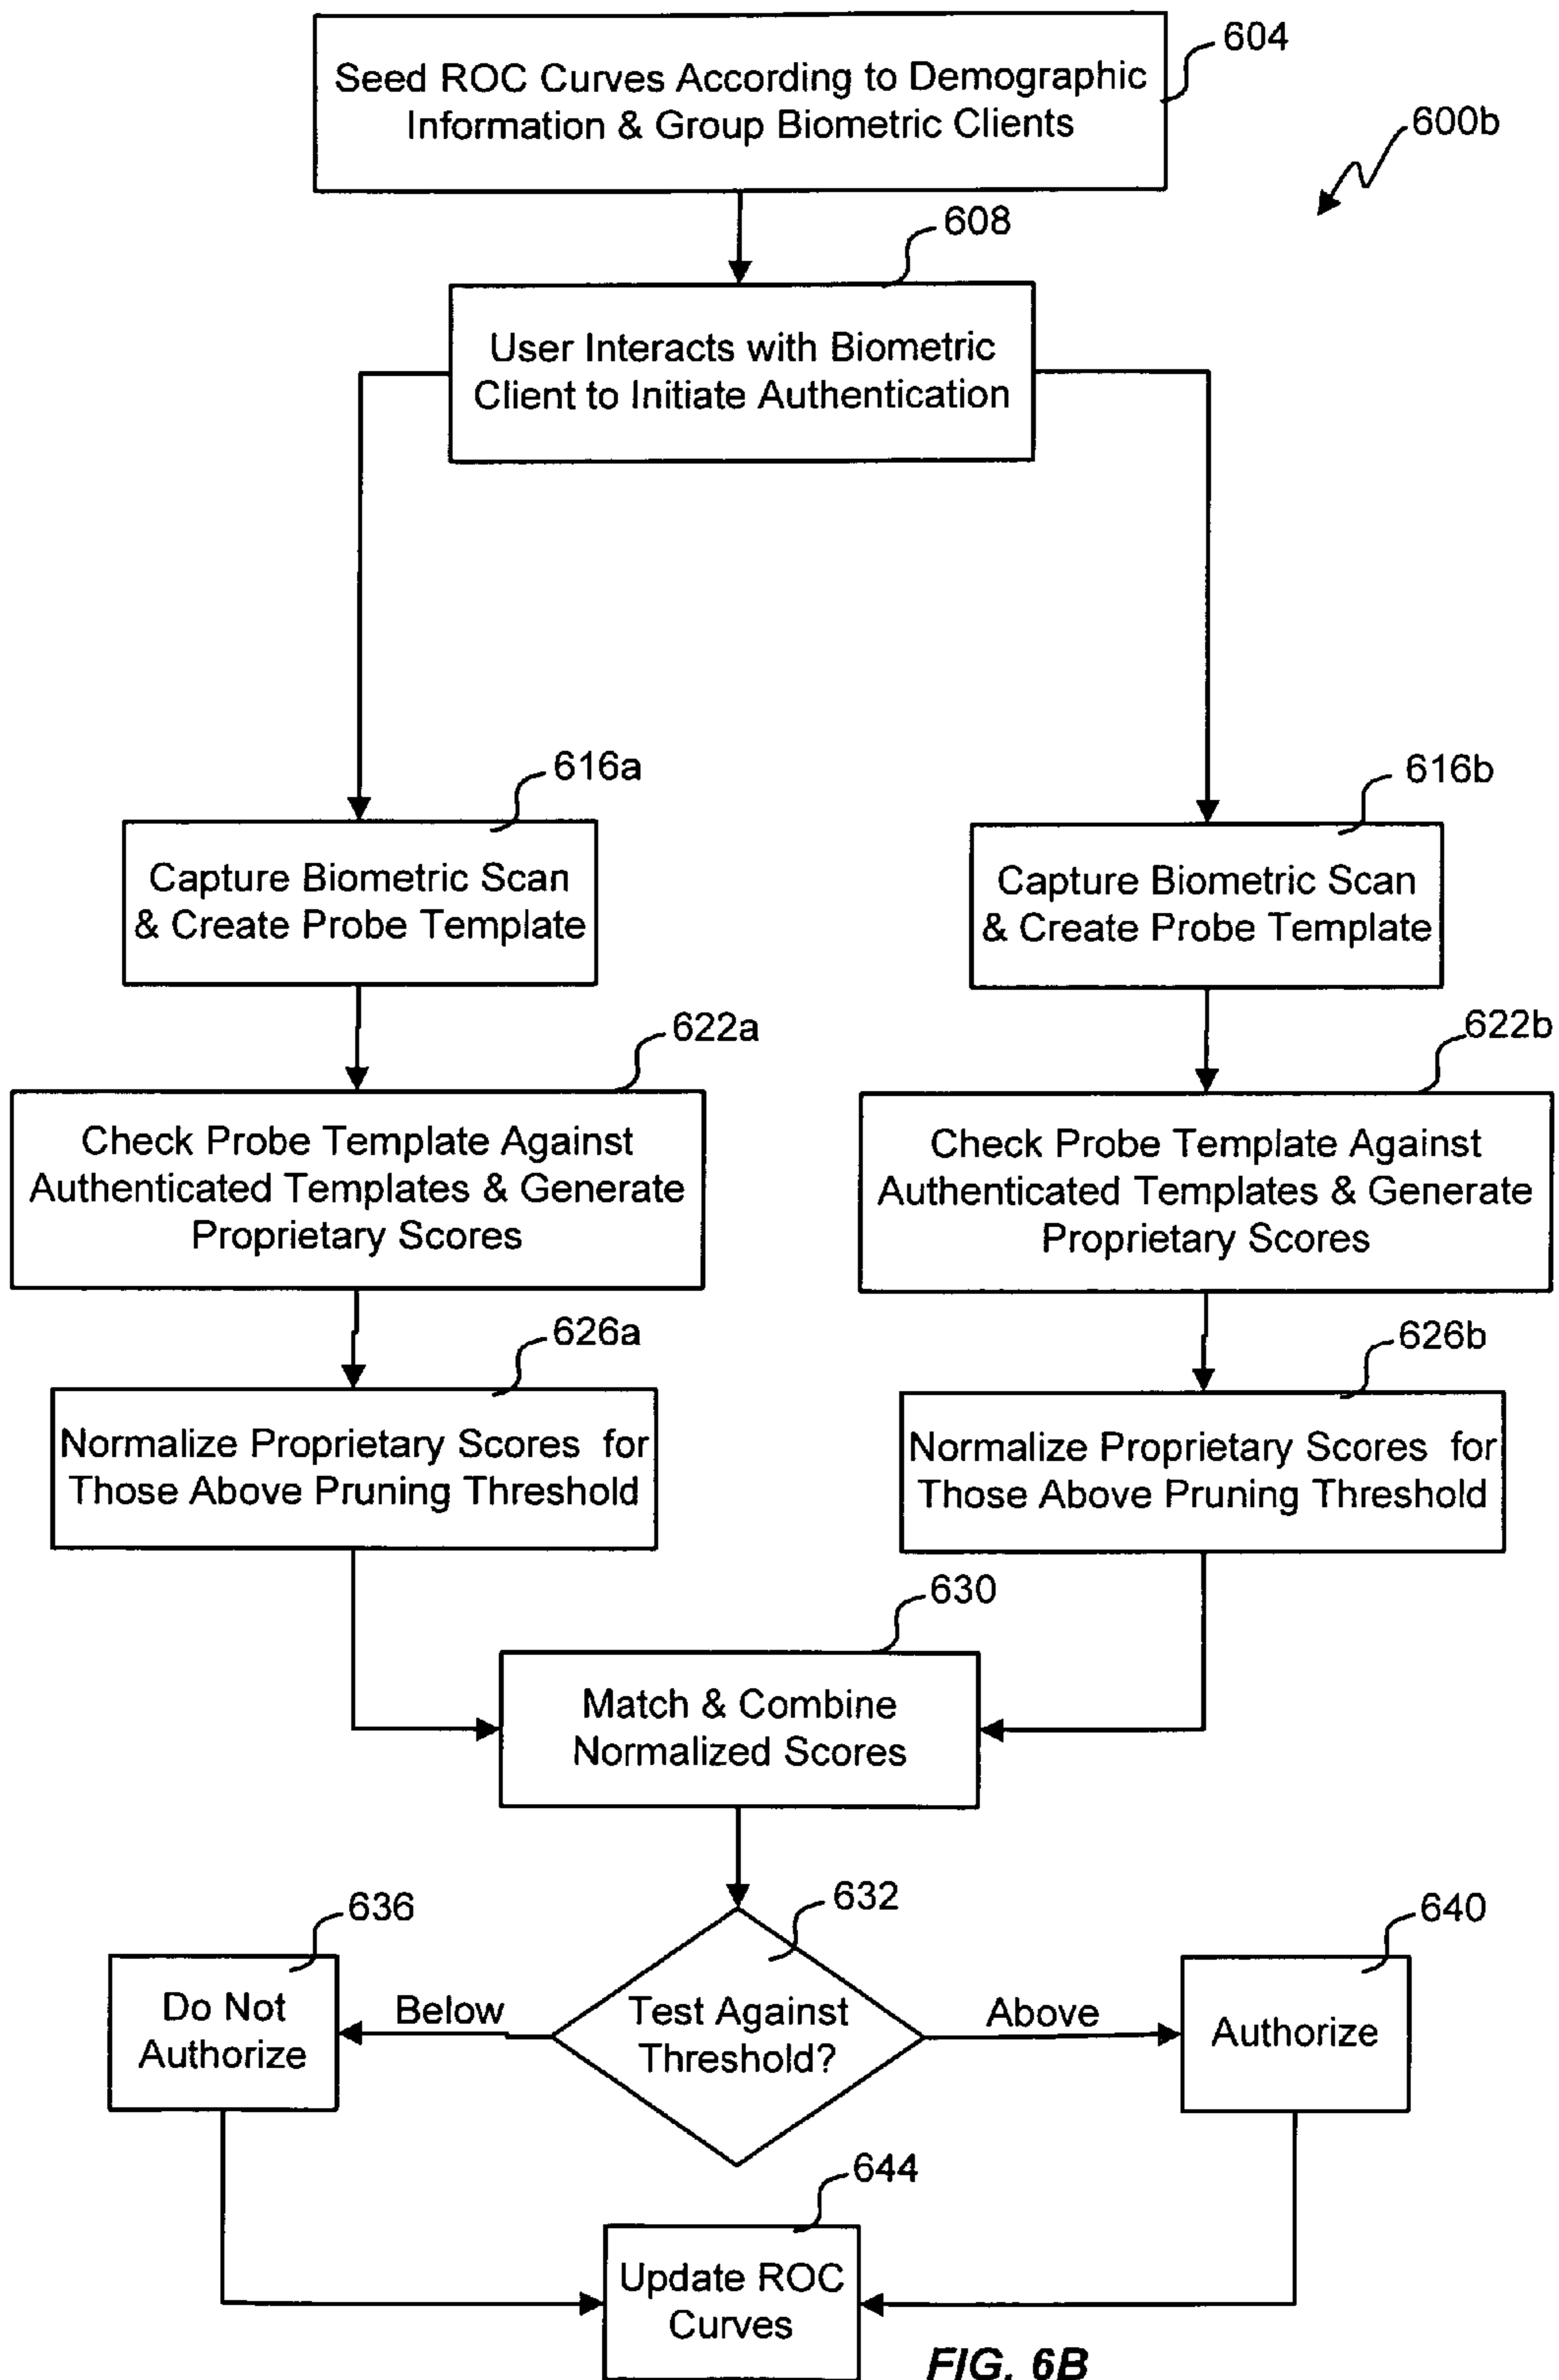 604
Seed ROC Curves According to Demographic
Information & Group Biometric Clients
600b
608
User Interacts with Biometric
Client to Initiate Authentication
616a
616b
Capture Biometric Scan
& Create Probe Template
Capture Biometric Scan
& Create Probe Template
622a
622b
Check Probe Template Against
Authenticated Templates & Generate
Proprietary Scores
Check Probe Template Against
Authenticated Templates & Generate
Proprietary Scores
626a
626b
Normalize Proprietary Scores for
Those Above Pruning Threshold
Normalize Proprietary Scores for
Those Above Pruning Threshold
630
Match & Combine
Normalized Scores
636
632
640
Do Not
Authorize
Below
Test Against
Threshold?
Above
Authorize
644
Update ROC
Curves
FIG. 6B